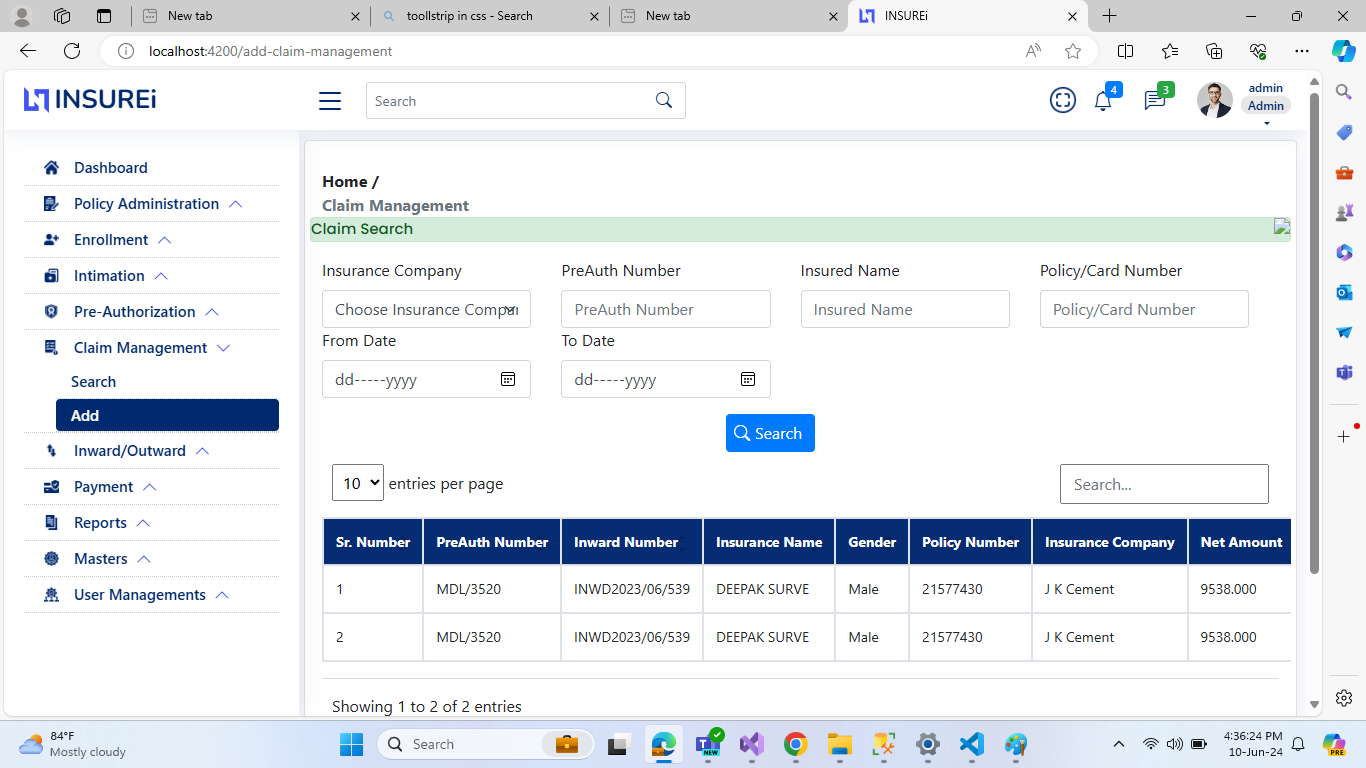 New tab
toollstrip in css - Search
New tab
INSUREi
localhost:4200/add-claim-management
INSUREi
Search
4
3
admin
Admin
Dashboard
Policy Administration
Enrollment
Intimation
Pre-Authorization
Claim Management
Search
Add
Inward/Outward
Payment
Reports
Masters
User Managements
Home /
Claim Management
Claim Search
Insurance Company
PreAuth Number
Insured Name
Policy/Card Number
Choose Insurance Compan
PreAuth Number
Insured Name
Policy/Card Number
From Date
To Date
dd-----yyyy
dd-----yyyy
Search
10 entries per page
Search...
Sr. Number PreAuth Number Inward Number Insurance Name Gender Policy Number Insurance Company Net Amount
1 MDL/3520 INWD2023/06/539 DEEPAK SURVE Male 21577430 J K Cement 9538.000
2 MDL/3520 INWD2023/06/539 DEEPAK SURVE Male 21577430 J K Cement 9538.000
Showing 1 to 2 of 2 entries
84°F
Mostly cloudy
Search
NEW
4:36:24 PM
10-Jun-24
PRE